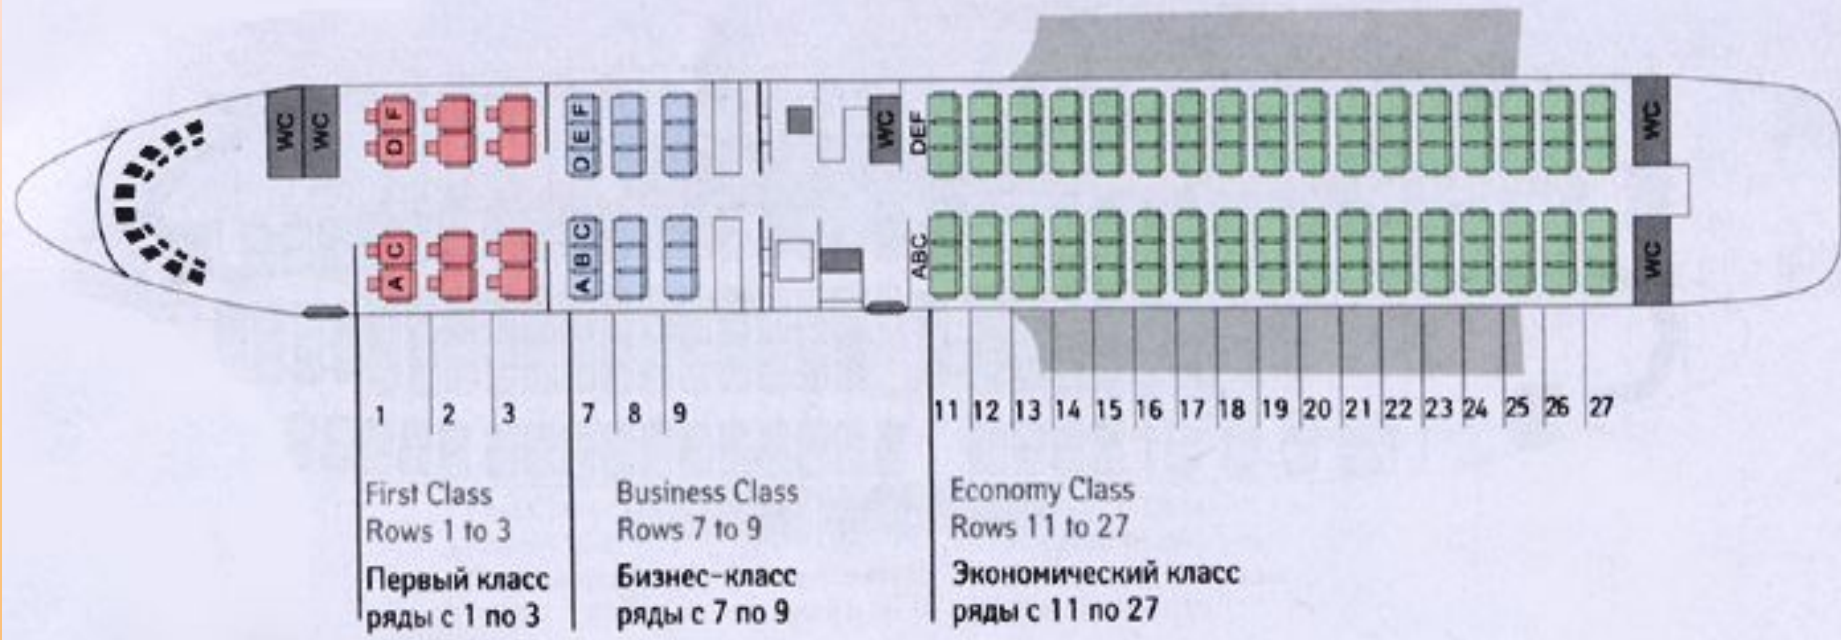 WC WC
D F
D E F
WC
DEF
WC
A C
A B C
ABC
WC
1 2 3 7 8 9 11 12 13 14 15 16 17 18 19 20 21 22 23 24 25 26 27
First Class
Rows 1 to 3
Первый класс
ряды с 1 по 3
Business Class
Rows 7 to 9
Бизнес-класс
ряды с 7 по 9
Economy Class
Rows 11 to 27
Экономический класс
ряды с 11 по 27